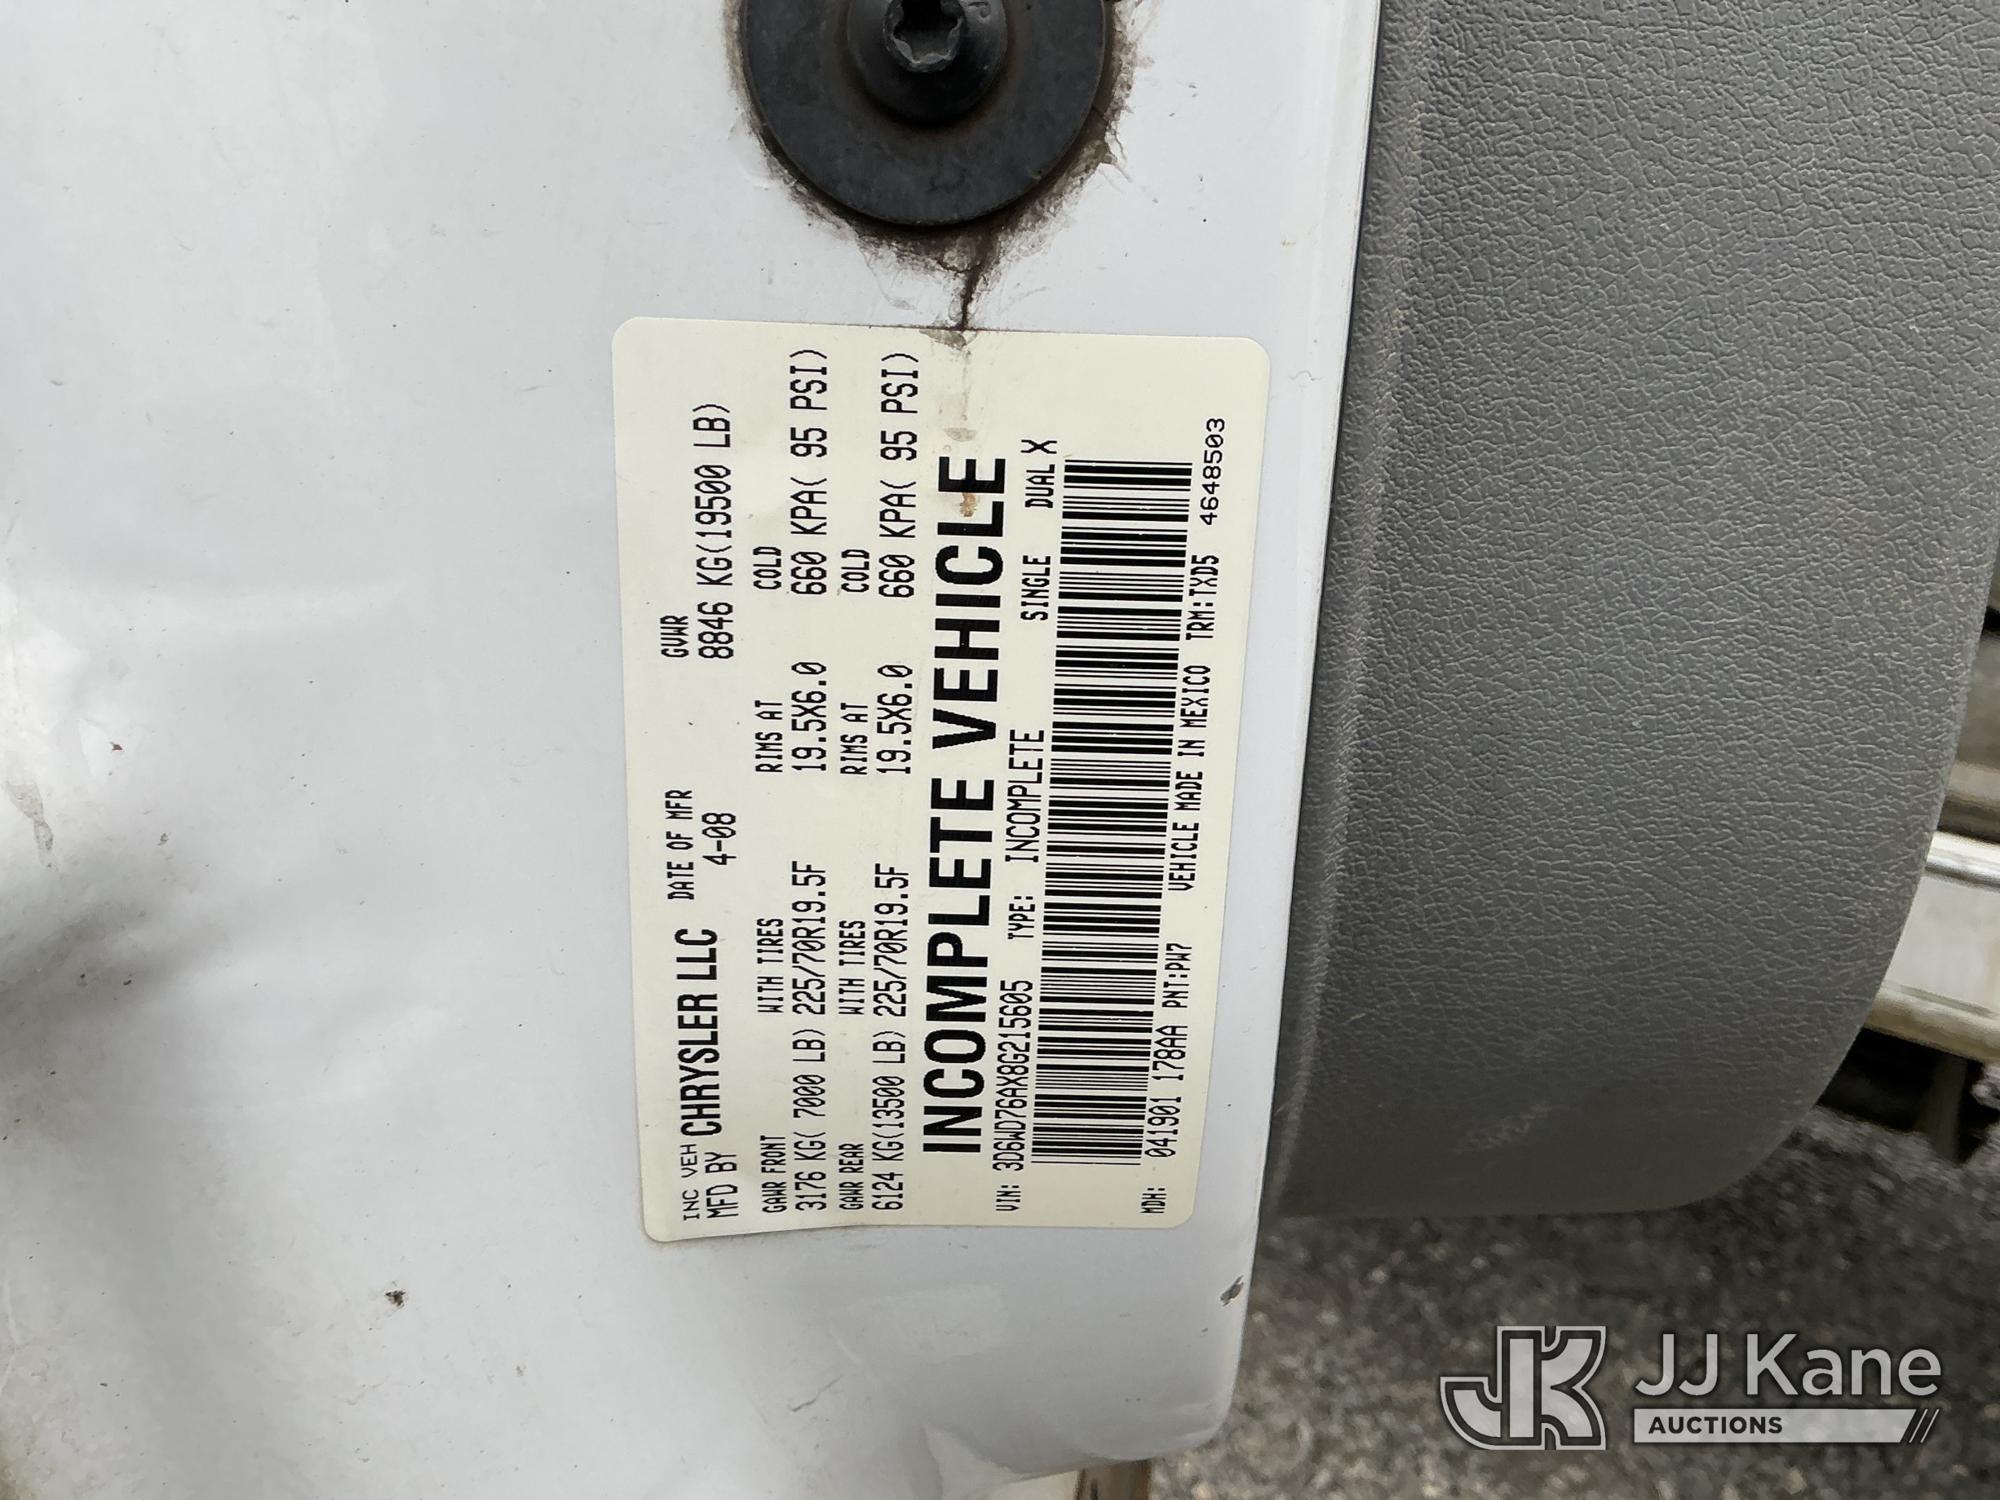 INC VEH
MFD BY CHRYSLER LLC DATE OF MFR 4-08 GVWR 8846 KG(19500 LB)
GAWR FRONT WITH TIRES RIMS AT COLD
3176 KG( 7000 LB) 225/70R19.5F 19.5X6.0 660 KPA( 95 PSI)
GAWR REAR WITH TIRES RIMS AT COLD
6124 KG(13500 LB) 225/70R19.5F 19.5X6.0 660 KPA( 95 PSI)
INCOMPLETE VEHICLE
VIN: 3D6WD76AX8G215605 TYPE: INCOMPLETE SINGLE DUAL X
MDH: 041901 178AA PNT:PW7 VEHICLE MADE IN MEXICO TRM:TXD5 4648503
JK JJ Kane
AUCTIONS